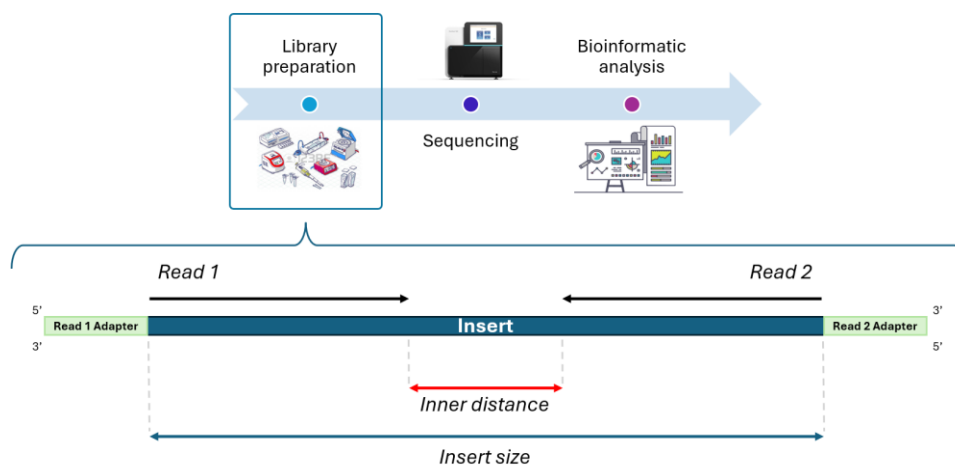 Library
preparation
Sequencing
Bioinformatic
analysis
Read 1
Read 2
5’
3’
Read 1 Adapter
Insert
Read 2 Adapter
3’
5’
Inner distance
Insert size